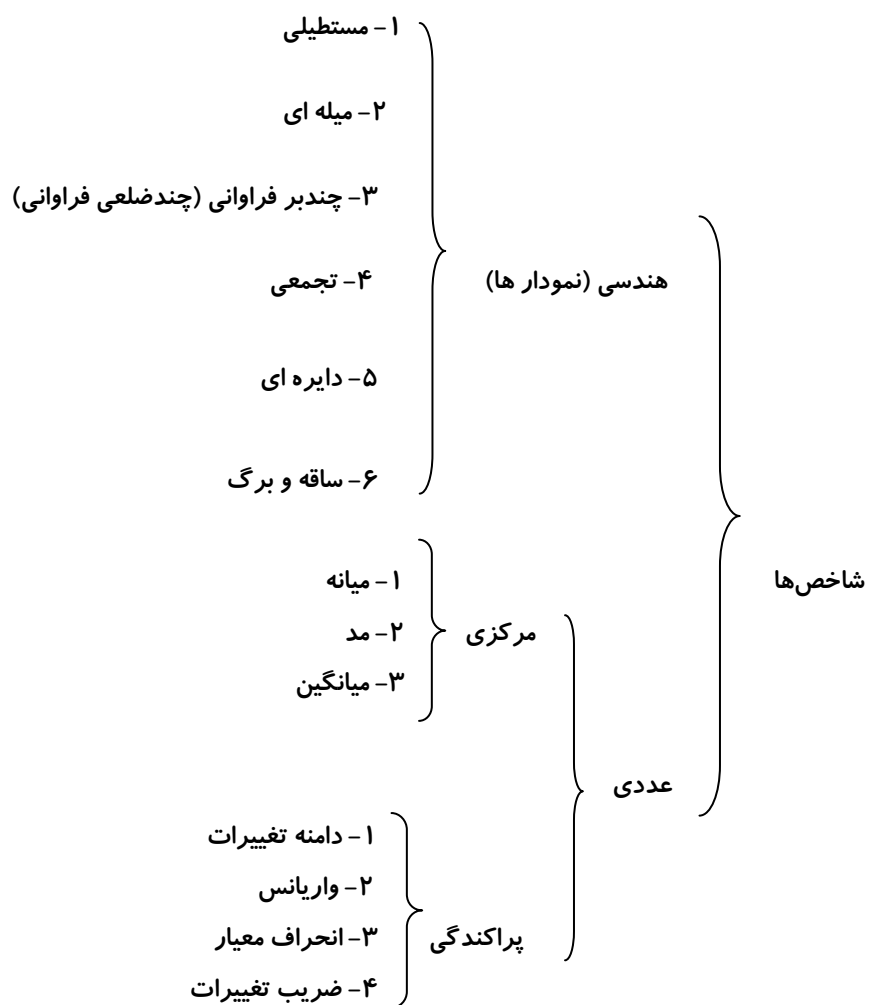 شاخص‌ها
هندسی (نمودار ها)
۱- مستطیلی
۲- میله ای
۳- چندبر فراوانی (چندضلعی فراوانی)
۴- تجمعی
۵- دایره ای
۶- ساقه و برگ
عددی
مرکزی
۱- میانه
۲- مد
۳- میانگین
پراکندگی
۱- دامنه تغییرات
۲- واریانس
۳- انحراف معیار
۴- ضریب تغییرات